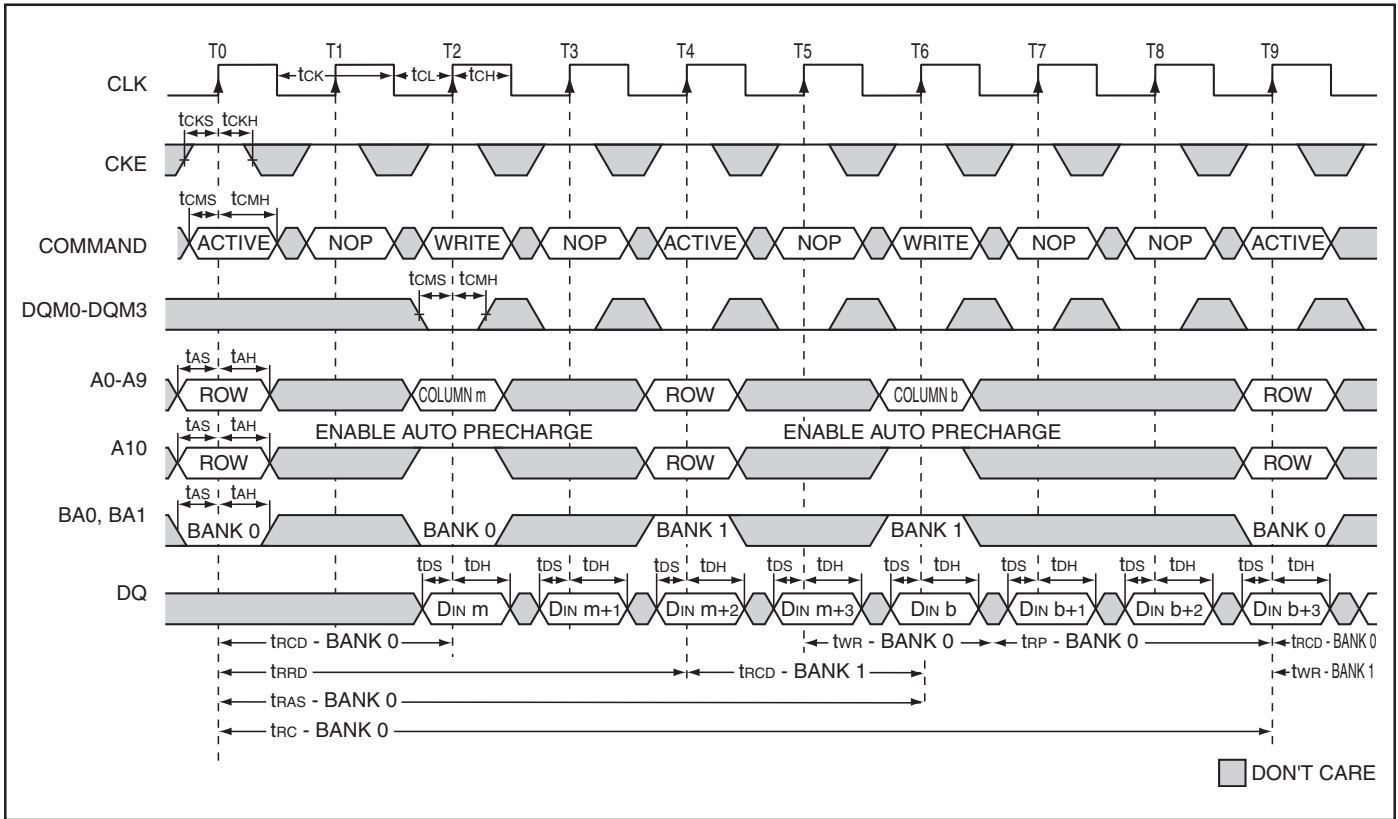 T0 T1 T2 T3 T4 T5 T6 T7 T8 T9
CLK tCK tCL tCH
tCKS tCKH
CKE
tCMS tCMH
COMMAND ACTIVE NOP WRITE NOP ACTIVE NOP WRITE NOP NOP ACTIVE
tCMS tCMH
DQM0-DQM3
tAS tAH
A0-A9 ROW COLUMN m ROW COLUMN b ROW
tAS tAH ENABLE AUTO PRECHARGE ENABLE AUTO PRECHARGE
A10 ROW ROW ROW
tAS tAH
BA0, BA1 BANK 0 BANK 0 BANK 1 BANK 1 BANK 0
tDS tDH tDS tDH tDS tDH tDS tDH tDS tDH tDS tDH tDS tDH tDS tDH
DQ DIN m DIN m+1 DIN m+2 DIN m+3 DIN b DIN b+1 DIN b+2 DIN b+3
tRCD - BANK 0 tWR - BANK 0 tRP - BANK 0 tRCD - BANK 0
tRRD tRCD - BANK 1 tWR - BANK 1
tRAS - BANK 0
tRC - BANK 0
DON'T CARE